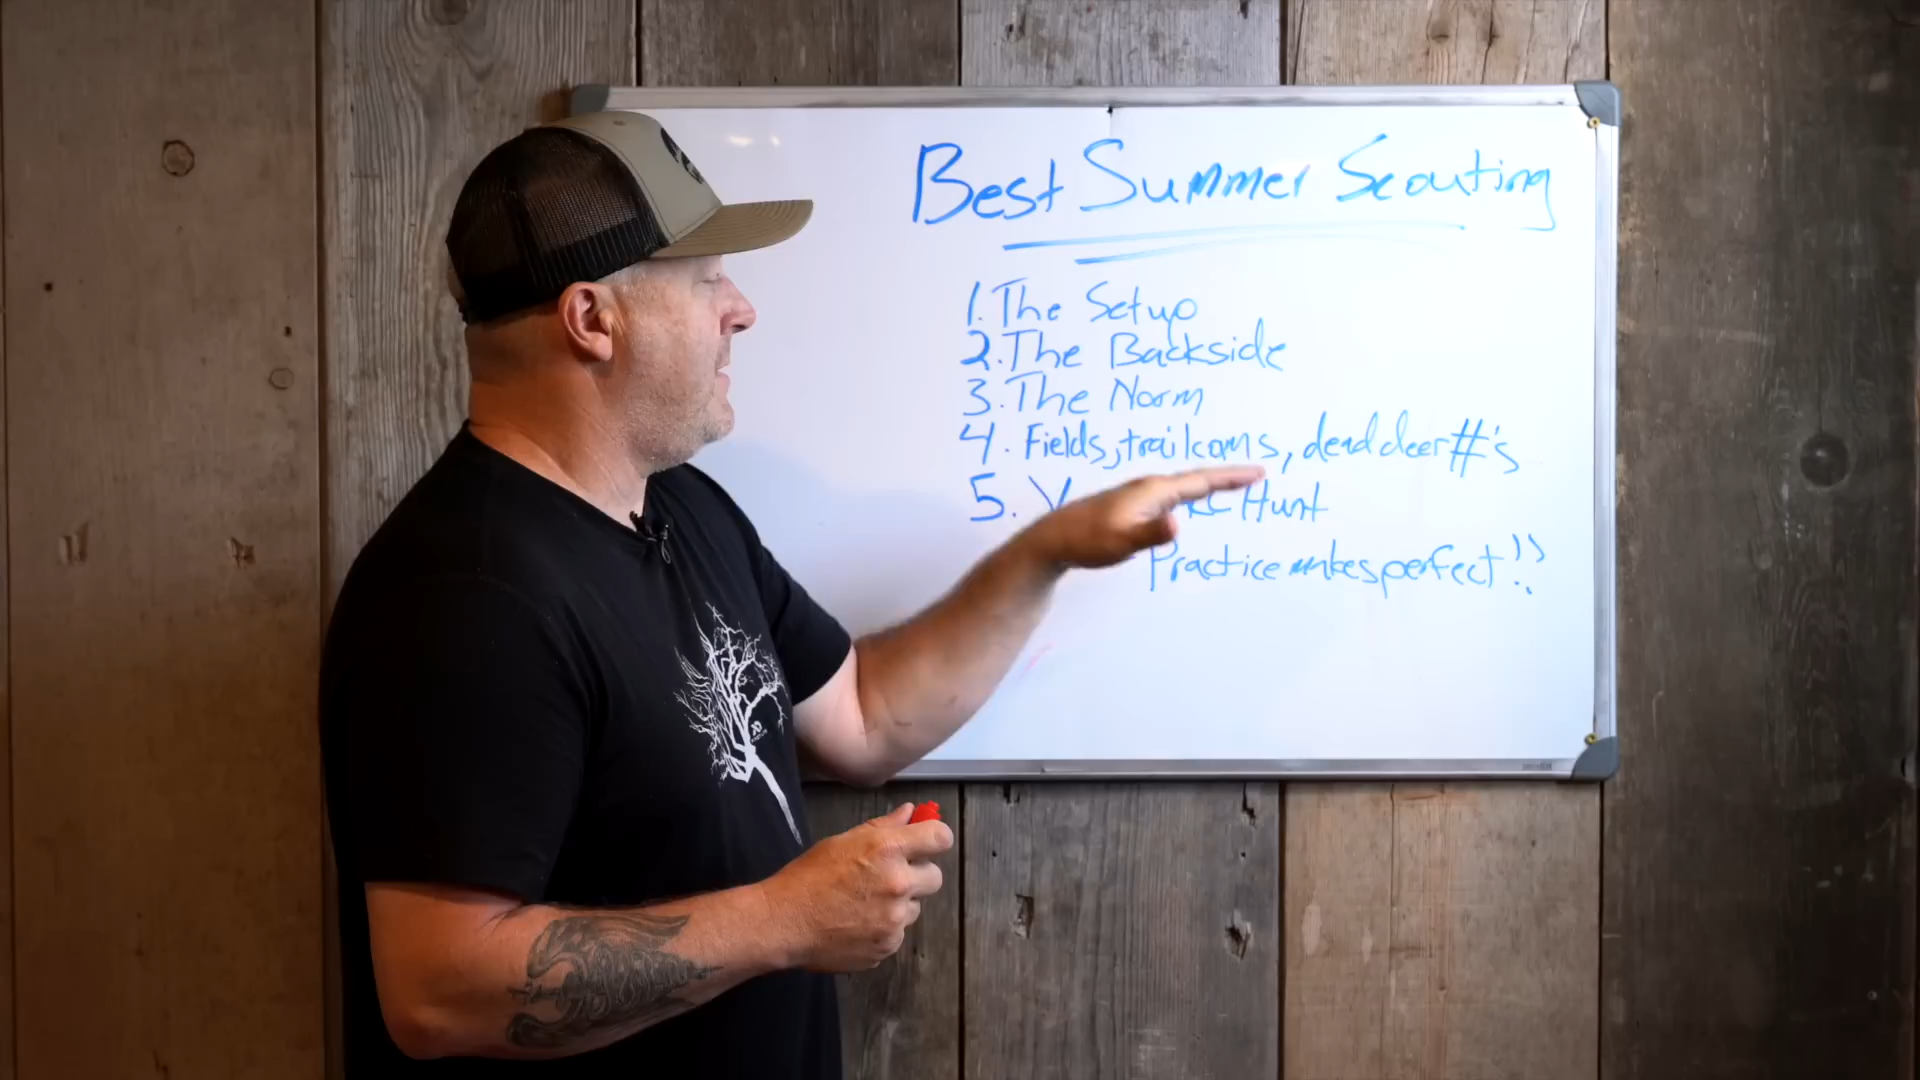 Best Summer Scouting
1. The Setup
2. The Backside
3. The Norm
4. Fields, trailcams, dead deer #'s
5. Hunt
Practice makes perfect!!